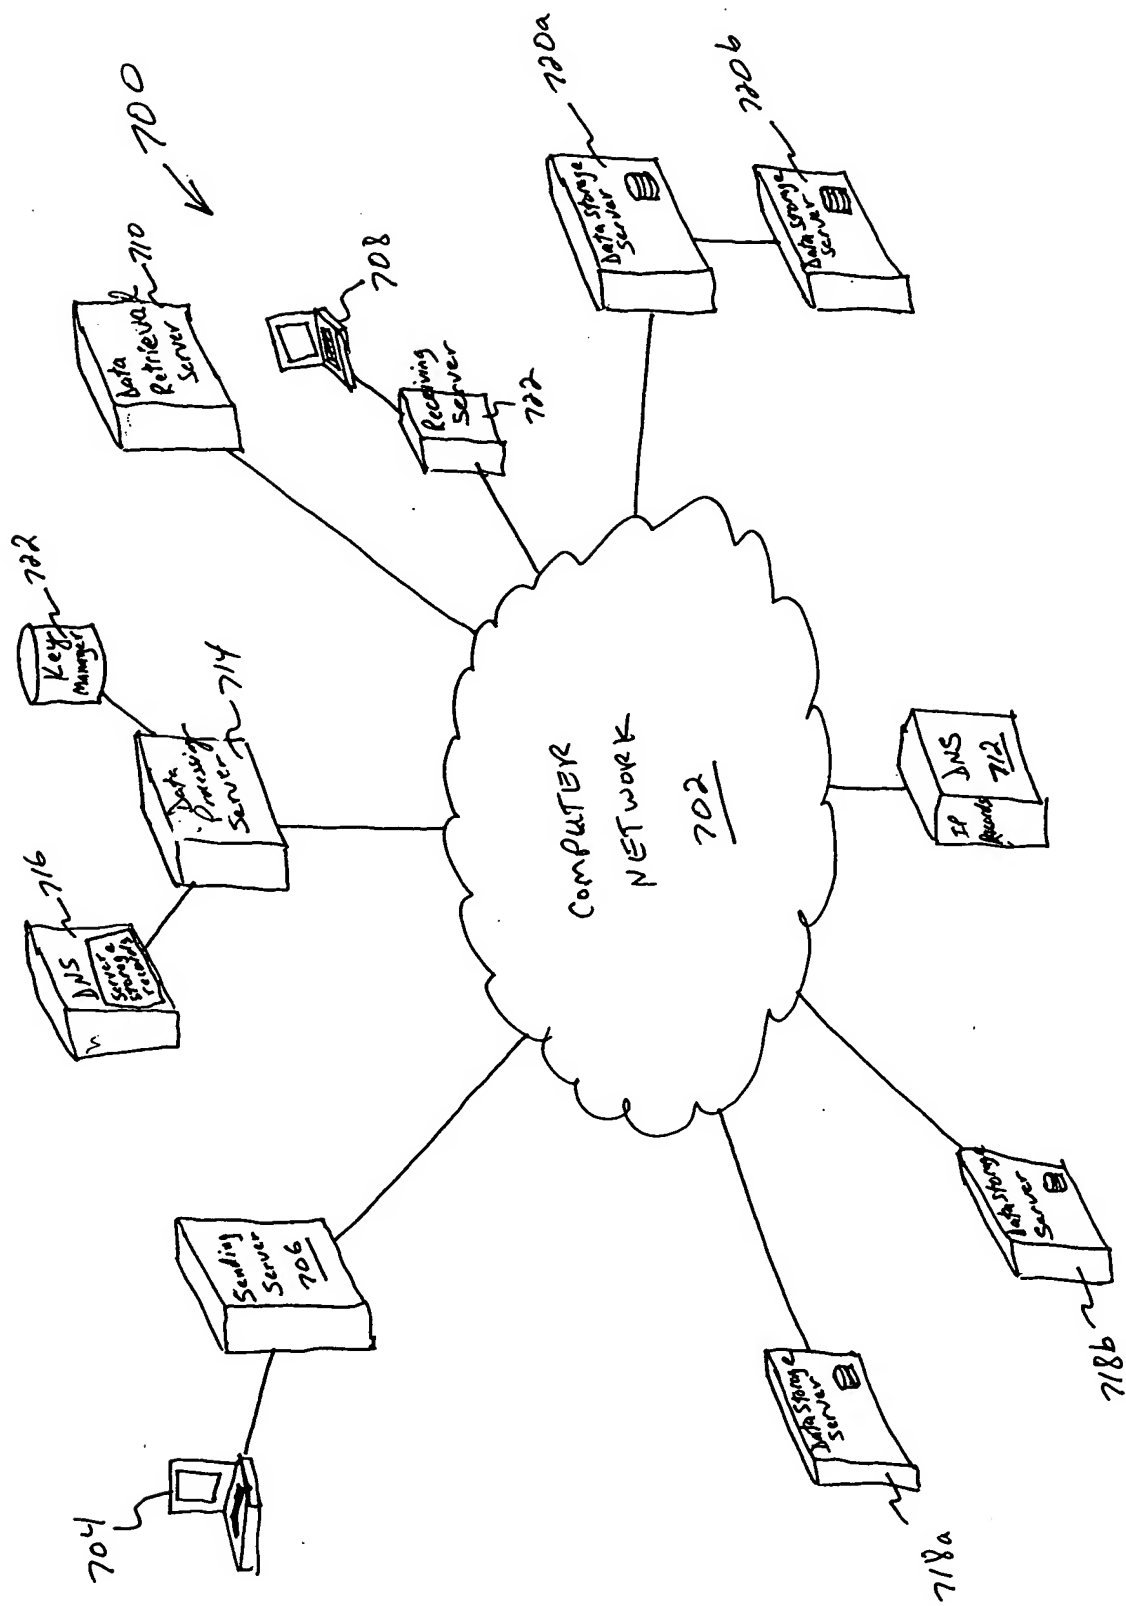 700
704
Sending
Server
706
DNS
Server &
storage
records
716
Data
Processing
Server
714
Key
Manager
722
Data
Retrieval
Server
710
708
Receiving
Server
722
COMPUTER
NETWORK
702
718a
Data Storage
Server
718b
Data Storage
Server
IP
Records
DNS
712
Data Storage
Server
720a
Data Storage
Server
720b